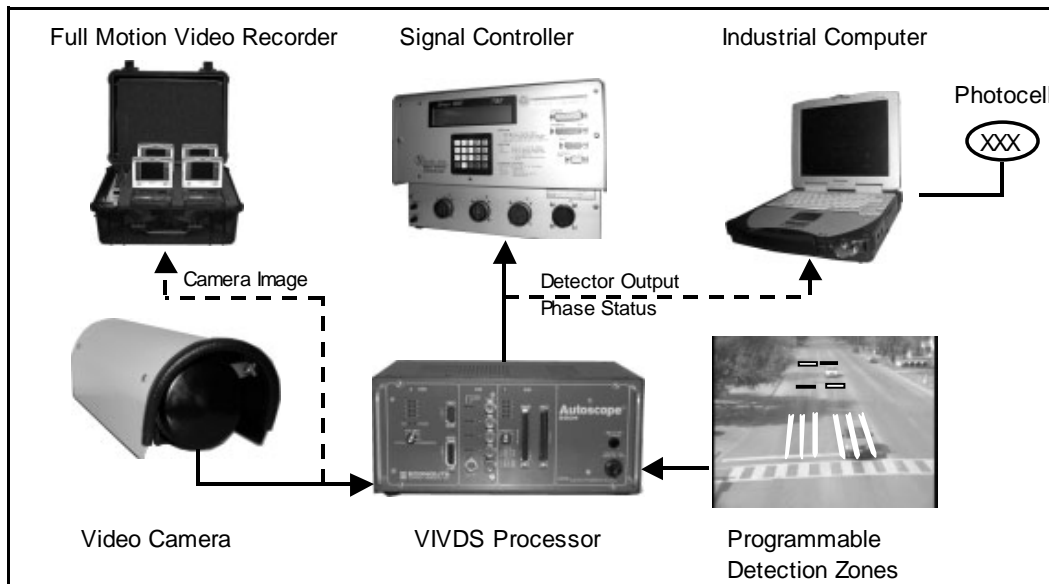 Full Motion Video Recorder
Signal Controller
Industrial Computer
Photocell
XXX
Camera Image
Detector Output
Phase Status
Autoscope
Video Camera
VIVDS Processor
Programmable
Detection Zones